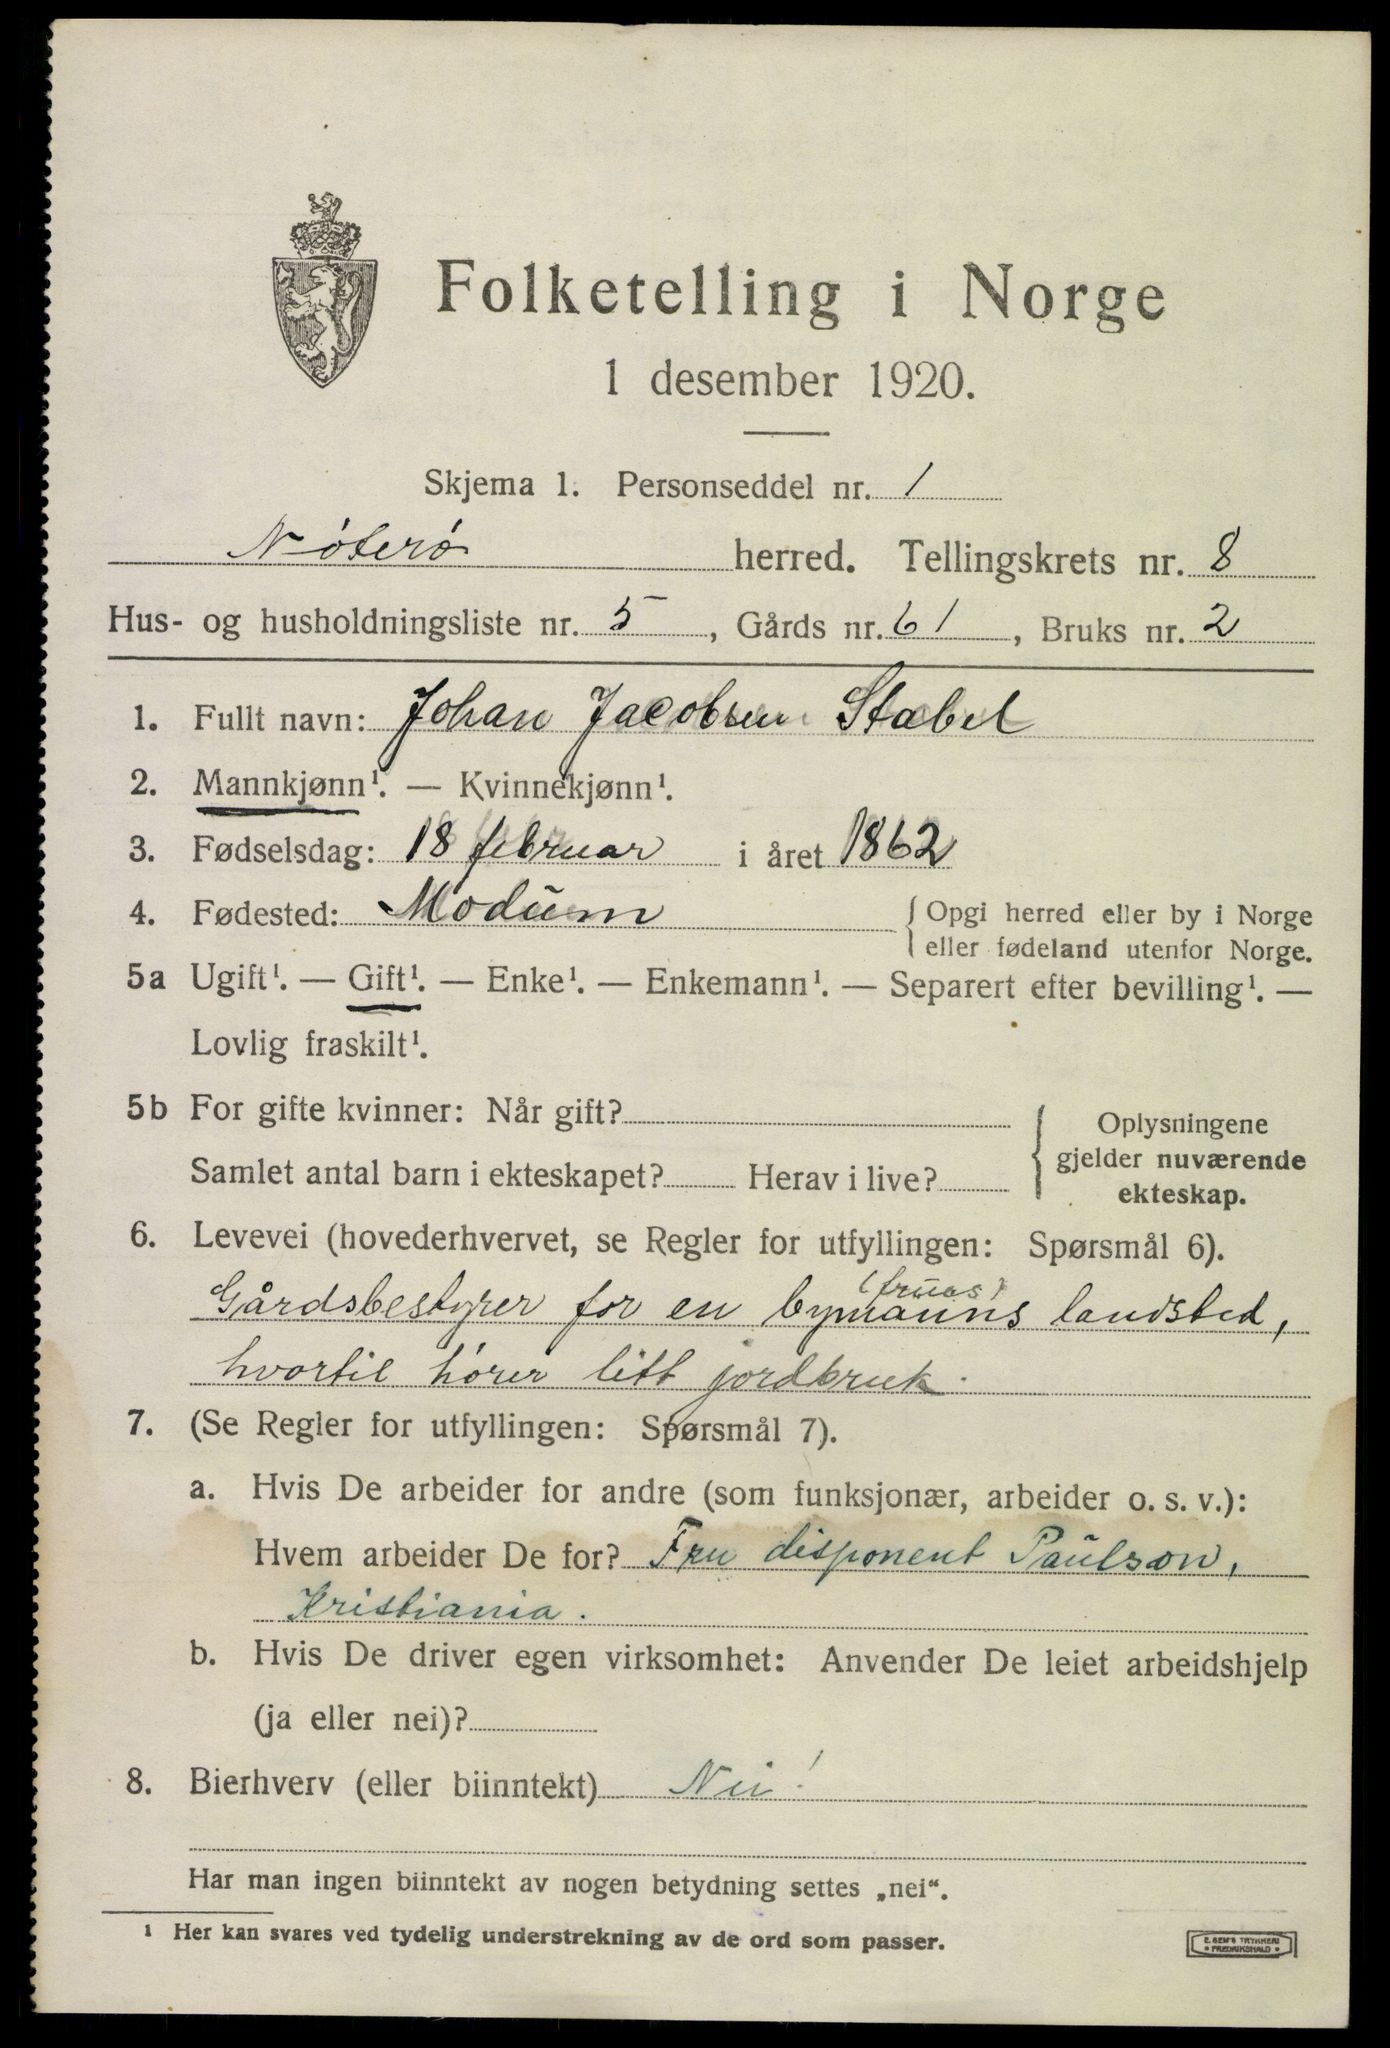 Folketelling i Norge
1 desember 1920.
Skjema 1. Personseddel nr. 1
Nøterø herred. Tellingskrets nr. 8
Hus- og husholdningsliste nr. 5, Gårds nr. 61, Bruks nr. 2
1. Fullt navn: Johan Jacobsen Stabel
2. Mannkjønn¹. — Kvinnekjønn¹.
3. Fødselsdag: 18 februar i året 1862
4. Fødested: Modum { Opgi herred eller by i Norge
eller fødeland utenfor Norge.
5a Ugift¹. — Gift¹. — Enke¹. — Enkemann¹. — Separert efter bevilling¹. —
Lovlig fraskilt¹.
5b For gifte kvinner: Når gift?
Samlet antal barn i ekteskapet? Herav i live?
{ Oplysningene
gjelder nuværende
ekteskap.
6. Levevei (hovederhvervet, se Regler for utfyllingen: Spørsmål 6).
(frues)
Gårdsbestyrer for en bymanns landsted,
hvortil hører litt jordbruk.
7. (Se Regler for utfyllingen: Spørsmål 7).
a. Hvis De arbeider for andre (som funksjonær, arbeider o. s. v.):
Hvem arbeider De for? Fru disponent Paulson,
Kristiania.
b. Hvis De driver egen virksomhet: Anvender De leiet arbeidshjelp
(ja eller nei)?
8. Bierhverv (eller biinntekt) Nei!
Har man ingen biinntekt av nogen betydning settes „nei“.
¹ Her kan svares ved tydelig understrekning av de ord som passer.
E. SEM'S TRYKKERI
• FREDRIKSHALD •